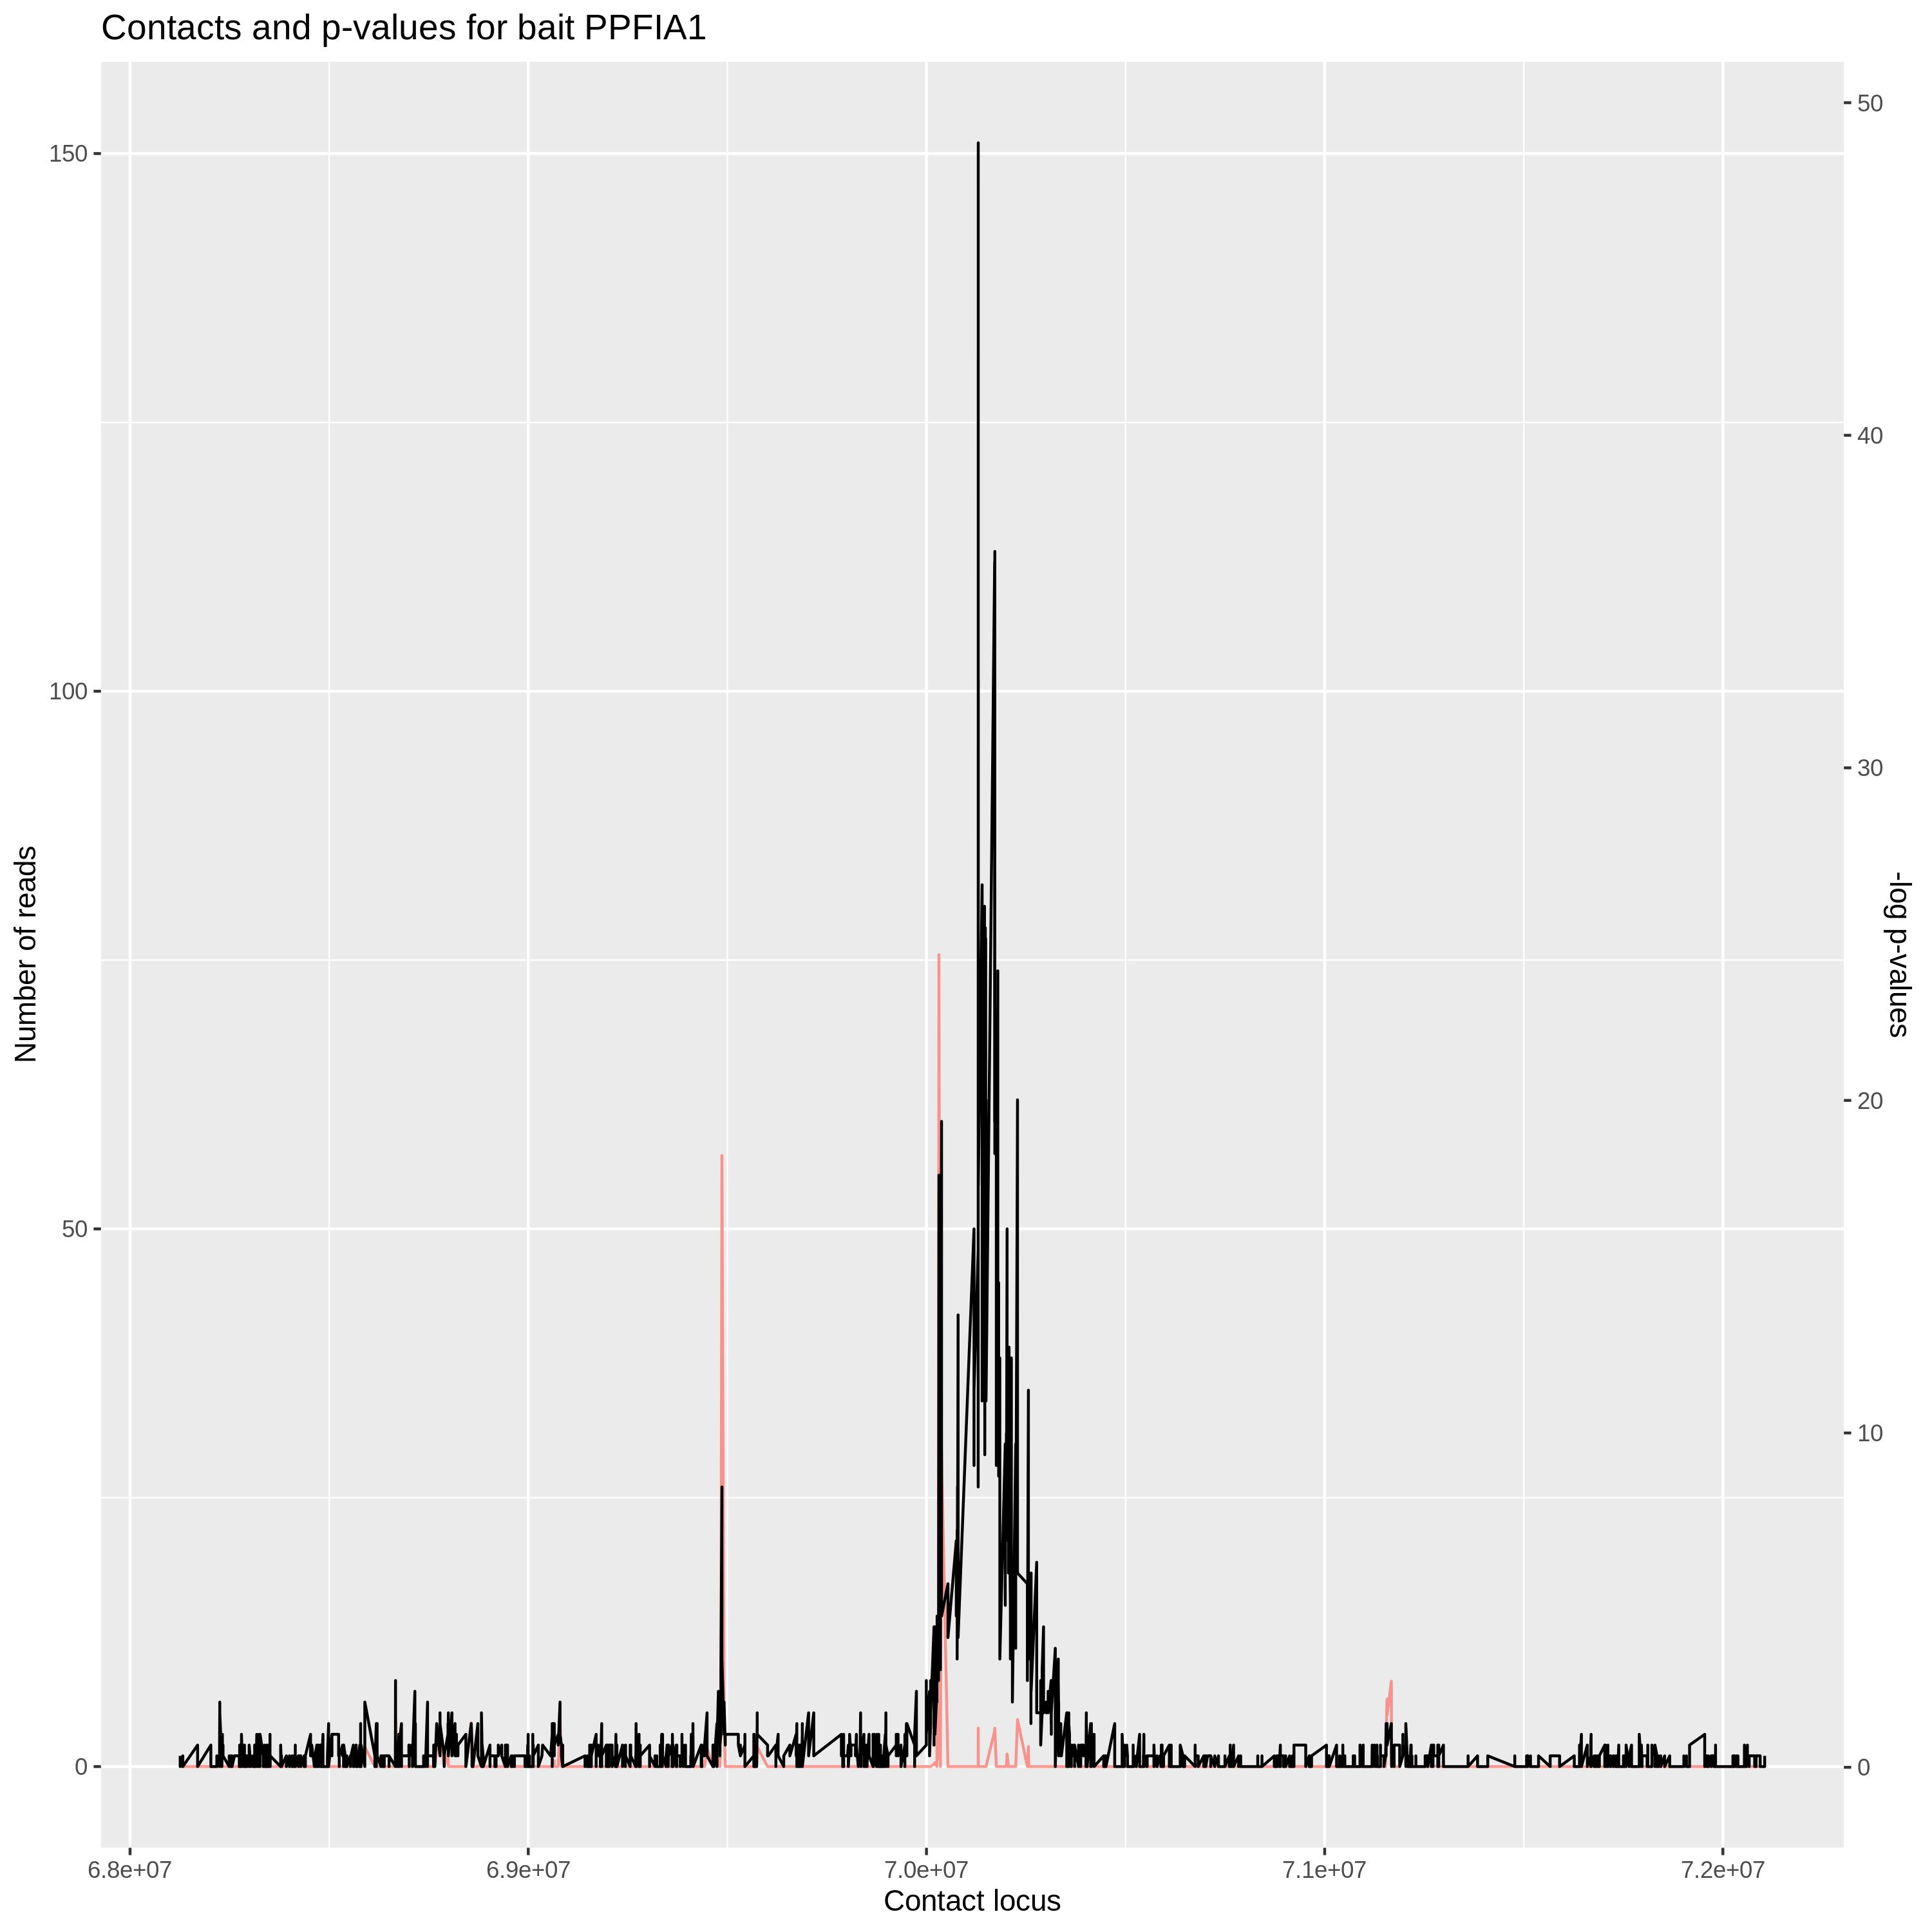 Contacts and p-values for bait PPFIA1
150
100
50
0
Number of reads
50
40
30
20
10
0
-log p-values
6.8e+07 6.9e+07 7.0e+07 7.1e+07 7.2e+07
Contact locus